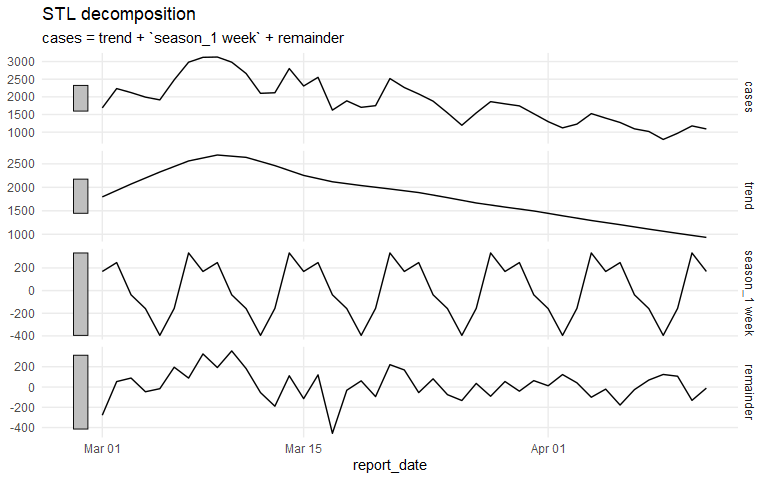 STL decomposition
cases = trend + `season_1 week` + remainder
3000
2500
2000
1500
1000
cases
2500
2000
1500
1000
trend
200
0
-200
-400
season_1 week
200
0
-200
-400
remainder
Mar 01
Mar 15
Apr 01
report_date